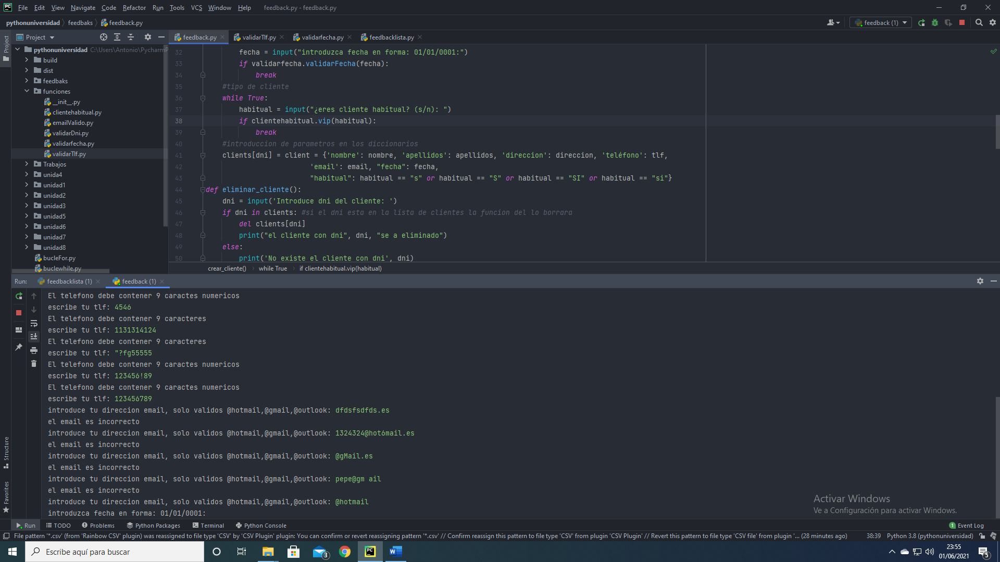 PC File Edit View Navigate Code Refactor Run Tools VCS Window Help feedback.py - feedback.py
pythonuniversidad feedbaks feedback.py feedback (1)
Project feedback.py validarTlf.py validarfecha.py feedbacklista.py
Project
pythonuniversidad C:\Users\Antonio\PycharmP
build
dist
feedbaks
funciones
__init__.py
clientehabitual.py
emailValido.py
validarDni.py
validarfecha.py
validarTlf.py
Trabajos
unida4
unidad1
unidad2
unidad3
unidad5
unidad6
unidad7
unidad8
bucleFor.py
buclewhile.py
32 fecha = input("introduzca fecha en forma: 01/01/0001:")
33 if validarfecha.validarFecha(fecha):
34 break
35 #tipo de cliente
36 while True:
37 habitual = input("¿eres cliente habitual? (s/n): ")
38 if clientehabitual.vip(habitual):
39 break
40 #introduccion de parametros en los diccionarios
41 clients[dni] = client = {'nombre': nombre, 'apellidos': apellidos, 'direccion': direccion, 'teléfono': tlf,
42 'email': email, "fecha": fecha,
43 "habitual": habitual == "s" or habitual == "S" or habitual == "SI" or habitual == "si"}
44 def eliminar_cliente():
45 dni = input('Introduce dni del cliente: ')
46 if dni in clients: #si el dni esta en la lista de clientes la funcion del lo borrara
47 del clients[dni]
48 print("el cliente con dni", dni, "se a eliminado")
49 else:
50 print('No existe el cliente con dni', dni)
crear_cliente() while True if clientehabitual.vip(habitual)
Run: feedbacklista (1) feedback (1)
El telefono debe contener 9 caractes numericos
escribe tu tlf: 4546
El telefono debe contener 9 caracteres
escribe tu tlf: 1131314124
El telefono debe contener 9 caracteres
escribe tu tlf: "?fg55555
El telefono debe contener 9 caractes numericos
escribe tu tlf: 123456!89
El telefono debe contener 9 caractes numericos
escribe tu tlf: 123456789
introduce tu direccion email, solo validos @hotmail,@gmail,@outlook: dfdsfsdfds.es
el email es incorrecto
introduce tu direccion email, solo validos @hotmail,@gmail,@outlook: 1324324@hot6mail.es
el email es incorrecto
introduce tu direccion email, solo validos @hotmail,@gmail,@outlook: @gMail.es
el email es incorrecto
introduce tu direccion email, solo validos @hotmail,@gmail,@outlook: pepe@gm ail
el email es incorrecto
introduce tu direccion email, solo validos @hotmail,@gmail,@outlook: @hotmail
introduzca fecha en forma: 01/01/0001:
Structure
Favorites
Activar Windows
Ve a Configuración para activar Windows.
Run TODO Problems Python Packages Terminal Python Console 1 Event Log
File pattern '*.csv' (from 'Rainbow CSV' plugin) was reassigned to file type 'CSV' by 'CSV Plugin' plugin: You can confirm or revert reassigning pattern '*.csv' // Confirm reassign this pattern to file type 'CSV' from plugin 'CSV Plugin' // Revert this pattern to file type 'CSV file' from plugin '... (28 minutes ago) 38:39 Python 3.8 (pythonuniversidad)
Escribe aquí para buscar 3 PC W 23:55
01/06/2021 5